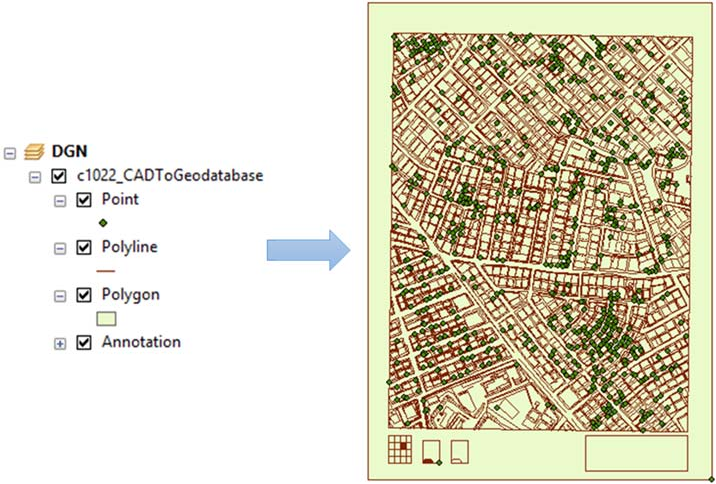 DGN
c1022_CADToGeodatabase
Point
Polyline
Polygon
Annotation